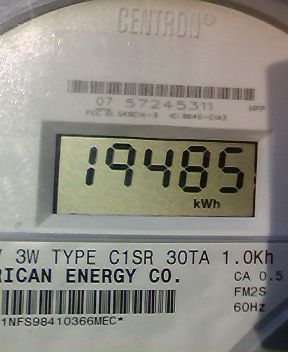 CENTRON®
07 57245311
19485
kWh
3W TYPE C1SR 30TA 1.0Kh
RICAN ENERGY CO.
CA 0.5
FM2S
60Hz
1NFS98410366MEC*